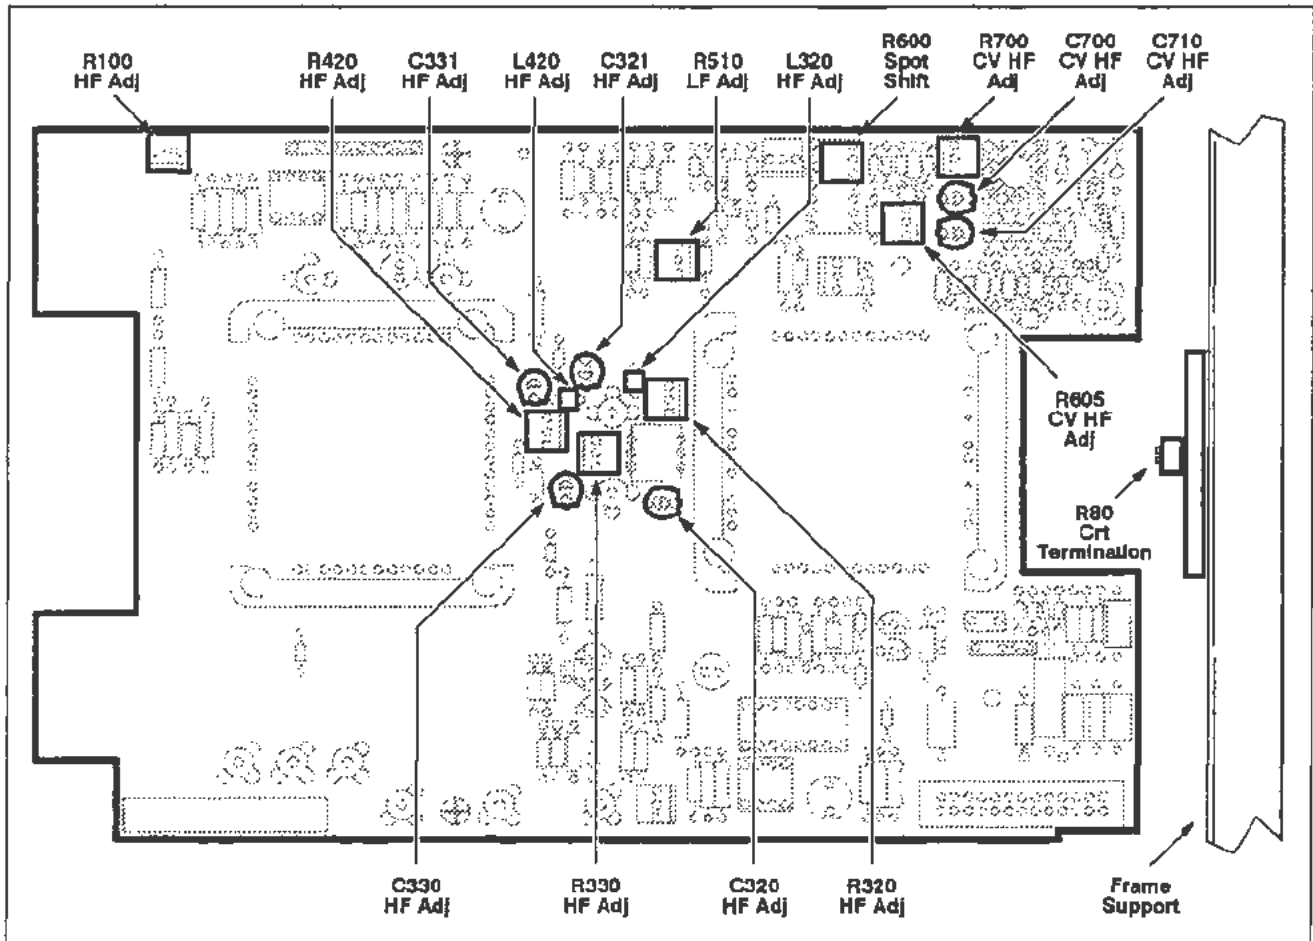 R100
HF Adj
R420
HF Adj
C331
HF Adj
L420
HF Adj
C321
HF Adj
R510
LF Adj
L320
HF Adj
R600
Spot
Shift
R700
CV HF
Adj
C700
CV HF
Adj
C710
CV HF
Adj
R605
CV HF
Adj
R80
Crt
Termination
C330
HF Adj
R330
HF Adj
C320
HF Adj
R320
HF Adj
Frame
Support